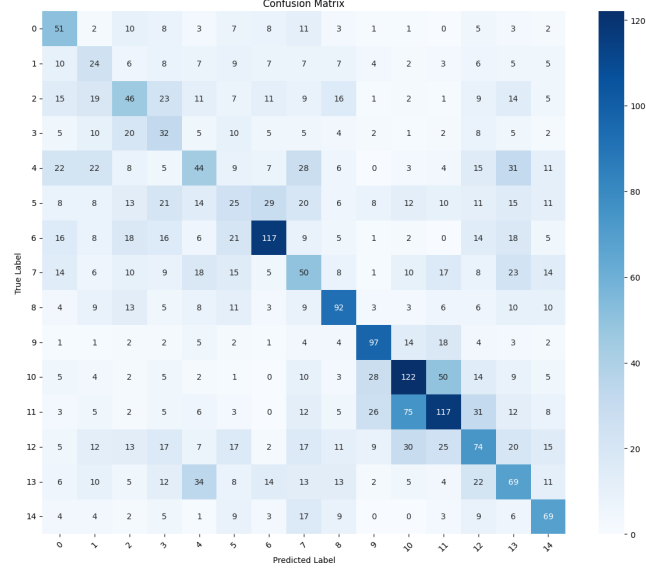 Confusion Matrix
True Label
0 51 2 10 8 3 7 8 11 3 1 1 0 5 3 2
1 10 24 6 8 7 9 7 7 7 4 2 3 6 5 5
2 15 19 46 23 11 7 11 9 16 1 2 1 9 14 5
3 5 10 20 32 5 10 5 5 4 2 1 2 8 5 2
4 22 22 8 5 44 9 7 28 6 0 3 4 15 31 11
5 8 8 13 21 14 25 29 20 6 8 12 10 11 15 11
6 16 8 18 16 6 21 117 9 5 1 2 0 14 18 5
7 14 6 10 9 18 15 5 50 8 1 10 17 8 23 14
8 4 9 13 5 8 11 3 9 92 3 3 6 6 10 10
9 1 1 2 2 5 2 1 4 4 97 14 18 4 3 2
10 5 4 2 5 2 1 0 10 3 28 122 50 14 9 5
11 3 5 2 5 6 3 0 12 5 26 75 117 31 12 8
12 5 12 13 17 7 17 2 17 11 9 30 25 74 20 15
13 6 10 5 12 34 8 14 13 13 2 5 4 22 69 11
14 4 4 2 5 1 9 3 17 9 0 0 3 9 6 69
0 1 2 3 4 5 6 7 8 9 10 11 12 13 14
Predicted Label
120
100
80
60
40
20
0